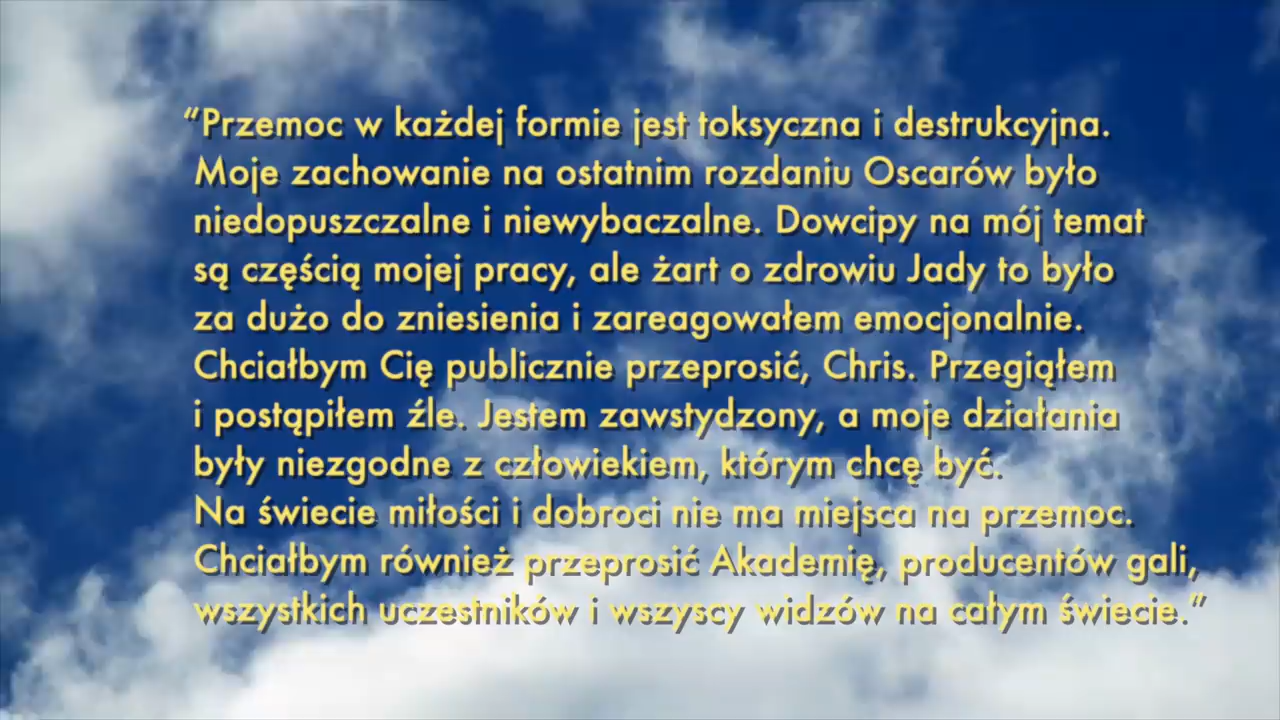 “Przemoc w każdej formie jest toksyczna i destrukcyjna.
Moje zachowanie na ostatnim rozdaniu Oscarów było
niedopuszczalne i niewybaczalne. Dowcipy na mój temat
są częścią mojej pracy, ale żart o zdrowiu Jady to było
za dużo do zniesienia i zareagowałem emocjonalnie.
Chciałbym Cię publicznie przeprosić, Chris. Przegiąłem
i postąpiłem źle. Jestem zawstydzony, a moje działania
były niezgodne z człowiekiem, którym chcę być.
Na świecie miłości i dobroci nie ma miejsca na przemoc.
Chciałbym również przeprosić Akademię, producentów gali,
wszystkich uczestników i wszyscy widzów na całym świecie.”